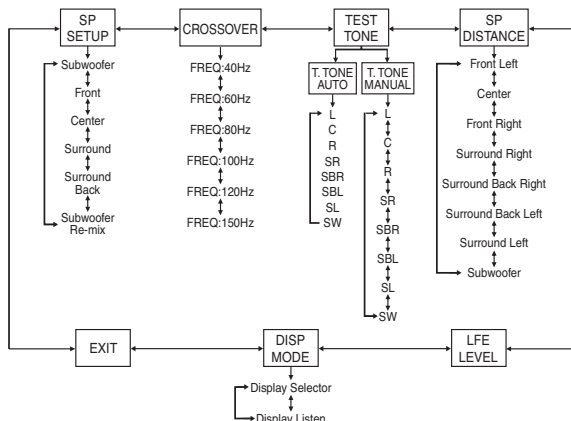 SP
SETUP
CROSSOVER
TEST
TONE
SP
DISTANCE
Subwoofer
Front
Center
Surround
Surround
Back
Subwoofer
Re-mix
FREQ:40Hz
FREQ:60Hz
FREQ:80Hz
FREQ:100Hz
FREQ:120Hz
FREQ:150Hz
T. TONE
AUTO
L
C
R
SR
SBR
SBL
SL
SW
T. TONE
MANUAL
L
C
R
SR
SBR
SBL
SL
SW
Front Left
Center
Front Right
Surround Right
Surround Back Right
Surround Back Left
Surround Left
Subwoofer
EXIT
DISP
MODE
LFE
LEVEL
Display Selector
Display Listen